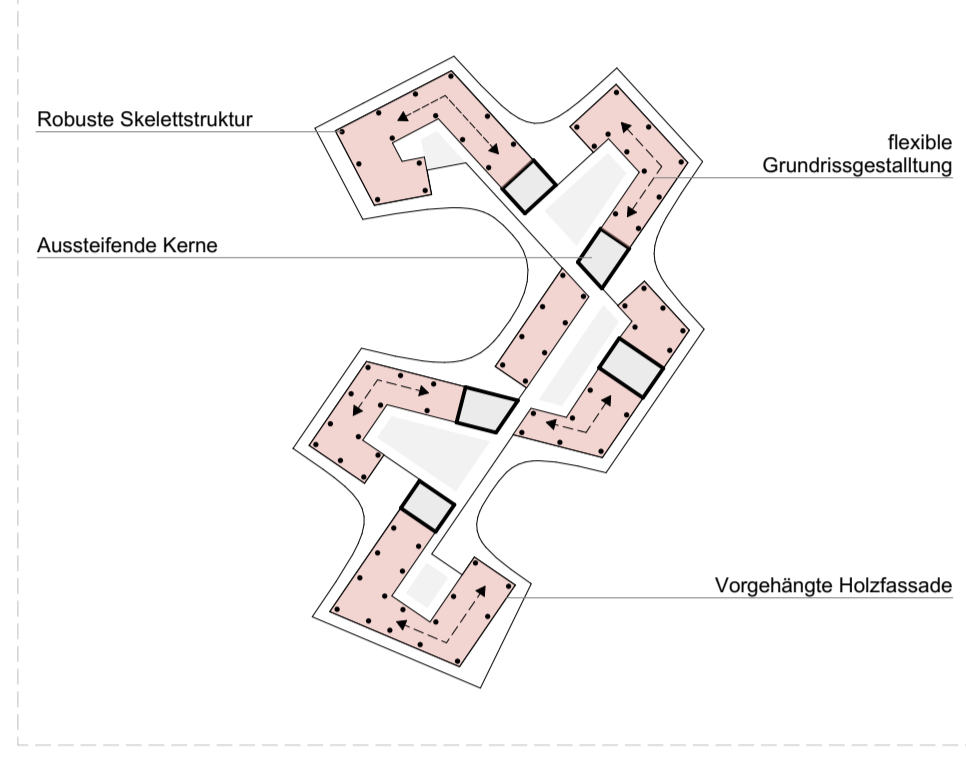 Robuste Skelettstruktur
flexible
Grundrissgestalltung
Aussteifende Kerne
Vorgehängte Holzfassade